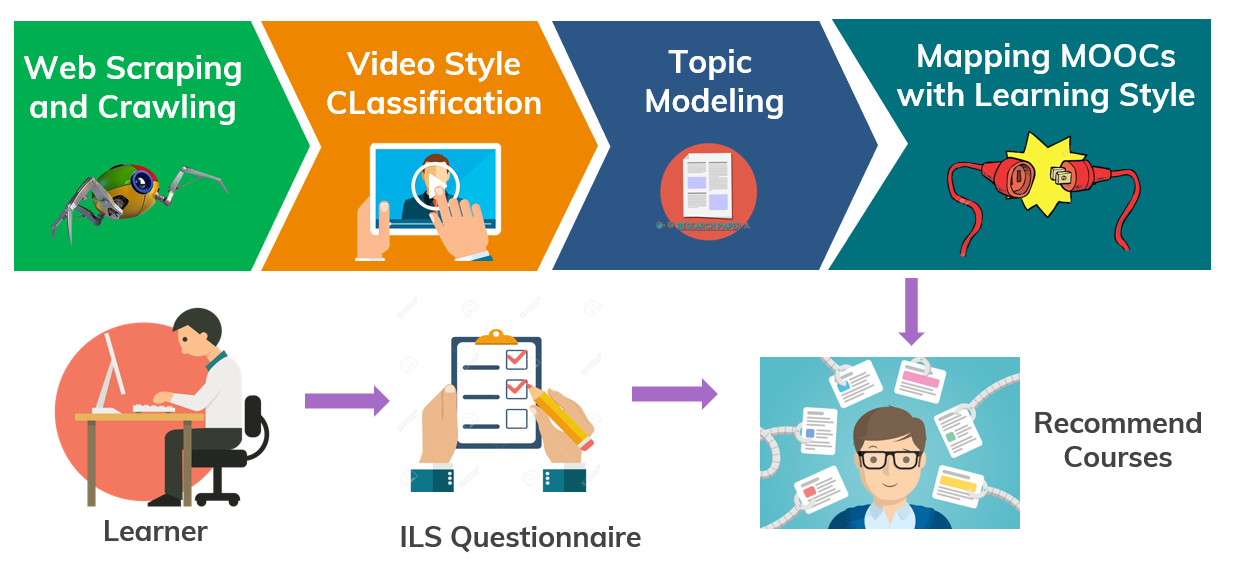 Web Scraping
and Crawling
Video Style
CLassification
Topic
Modeling
Mapping MOOCs
with Learning Style
Learner
ILS Questionnaire
Recommend
Courses